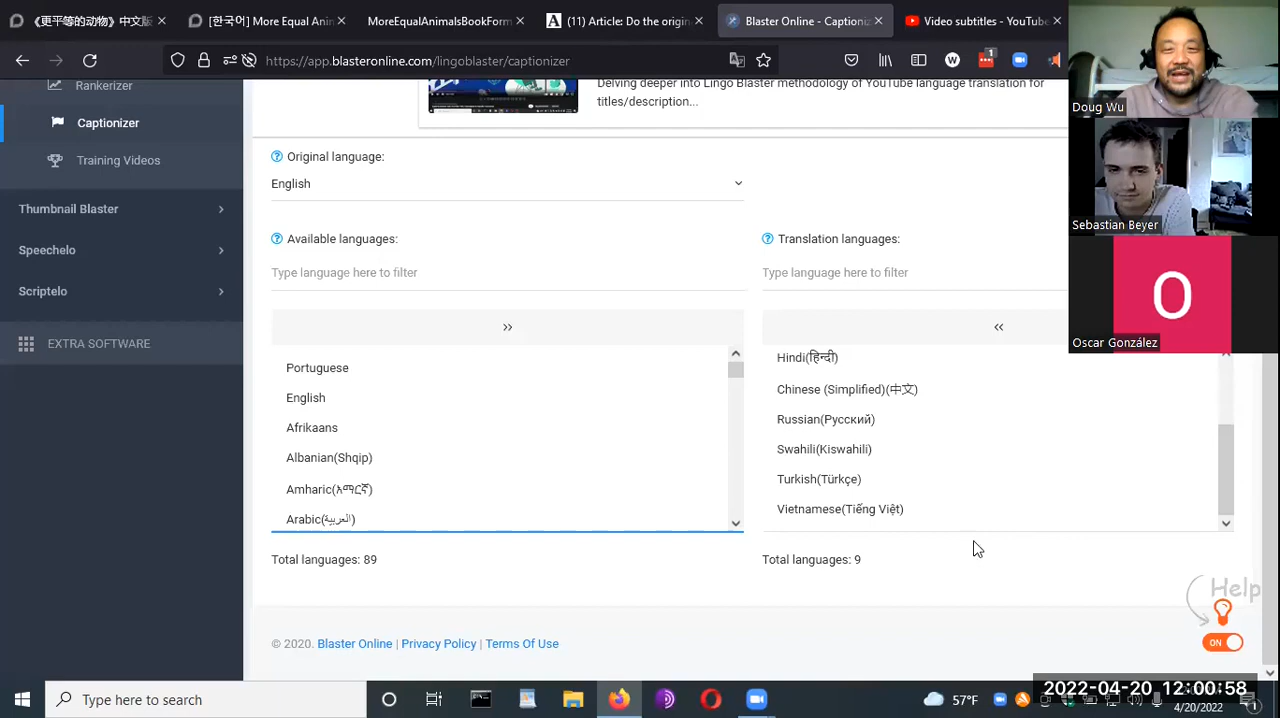 《更平等的动物》中文版
[한국어] More Equal Ani
MoreEqualAnimalsBookForm
A (11) Article: Do the origin
Blaster Online - Captioniz
Video subtitles - YouTube
https://app.blasteronline.com/lingoblaster/captionizer
W
1
Doug Wu
Rankerizer
Captionizer
Training Videos
Thumbnail Blaster
Speechelo
Scriptelo
EXTRA SOFTWARE
Delving deeper into Lingo Blaster methodology of YouTube language translation for
titles/description...
Original language:
English
Available languages:
Type language here to filter
>>
Portuguese
English
Afrikaans
Albanian(Shqip)
Amharic(አማርኛ)
Arabic(العربية)
Total languages: 89
Translation languages:
Type language here to filter
<<
Hindi(हिन्दी)
Chinese (Simplified)(中文)
Russian(Русский)
Swahili(Kiswahili)
Turkish(Türkçe)
Vietnamese(Tiếng Việt)
Total languages: 9
Sebastian Beyer
O
Oscar González
Help
ON
© 2020. Blaster Online | Privacy Policy | Terms Of Use
Type here to search
57°F
2022-04-20 12:00:58
4/20/2022
1